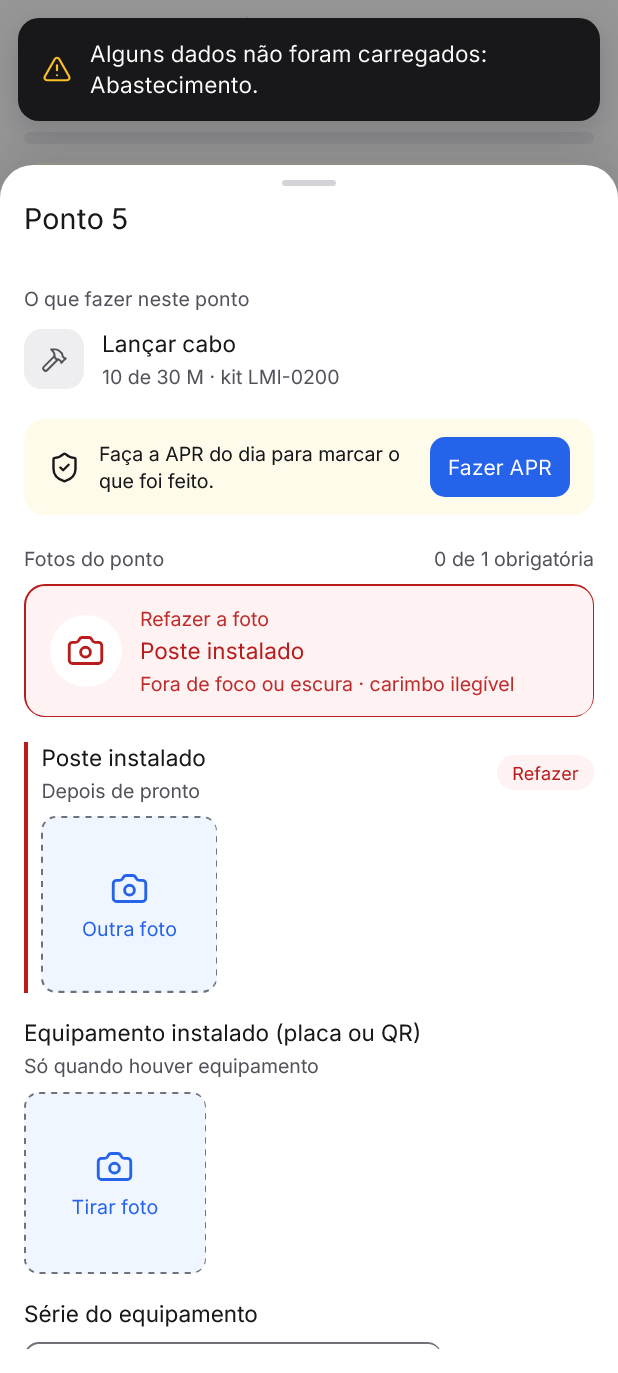 Alguns dados não foram carregados:
Abastecimento.
Ponto 5
O que fazer neste ponto
Lançar cabo
10 de 30 M · kit LMI-0200
Faça a APR do dia para marcar o
que foi feito.
Fazer APR
Fotos do ponto
0 de 1 obrigatória
Refazer a foto
Poste instalado
Fora de foco ou escura · carimbo ilegível
Poste instalado
Refazer
Depois de pronto
Outra foto
Equipamento instalado (placa ou QR)
Só quando houver equipamento
Tirar foto
Série do equipamento